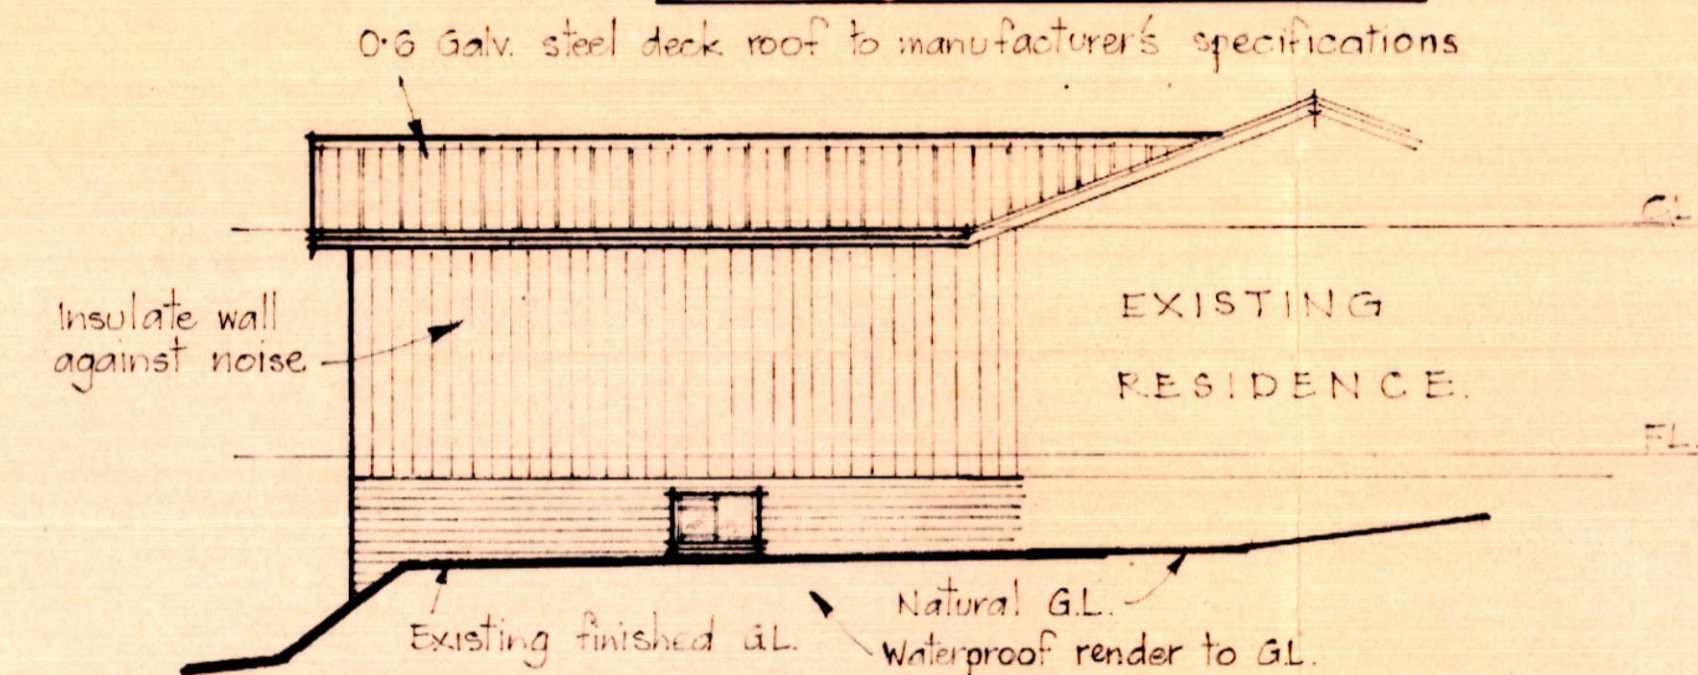 0·6 Galv. steel deck roof to manufacturer's specifications
C.L
Insulate wall
against noise
EXISTING
RESIDENCE.
F.L.
Natural G.L.
Existing finished G.L.
Waterproof render to G.L.